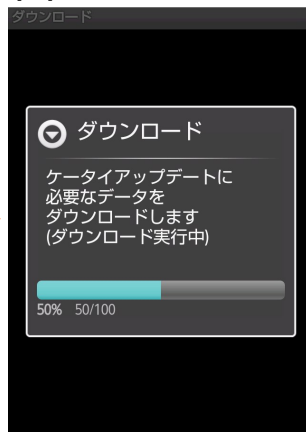 ダウンロード
ダウンロード
ケータイアップデートに
必要なデータを
ダウンロードします
(ダウンロード実行中)
50% 50/100